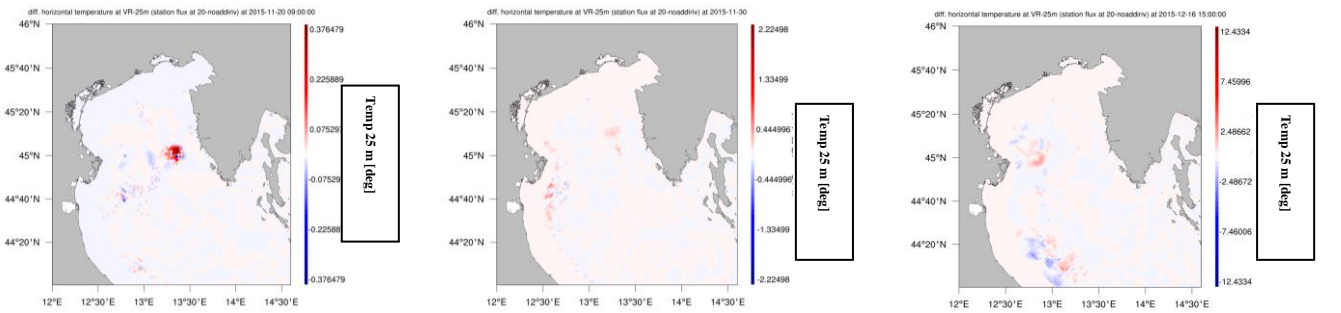 diff. horizontal temperature at VR-25m (station flux at 20-noaddiriv) at 2015-11-20 09:00:00
46°N
45°40'N
45°20'N
45°N
44°40'N
44°20'N
12°E
12°30'E
13°E
13°30'E
14°E
14°30'E
0.376479
0.225889
0.075297
-0.075295
-0.225889
-0.376479
Temp 25 m [deg]
diff. horizontal temperature at VR-25m (station flux at 20-noaddiriv) at 2015-11-30
46°N
45°40'N
45°20'N
45°N
44°40'N
44°20'N
12°E
12°30'E
13°E
13°30'E
14°E
14°30'E
2.22498
1.33499
0.444996
-0.444996
-1.33499
-2.22498
Temp 25 m [deg]
diff. horizontal temperature at VR-25m (station flux at 20-noaddiriv) at 2015-12-16 15:00:00
46°N
45°40'N
45°20'N
45°N
44°40'N
44°20'N
12°E
12°30'E
13°E
13°30'E
14°E
14°30'E
12.4334
7.45996
2.48662
-2.48672
-7.46006
-12.4334
Temp 25 m [deg]